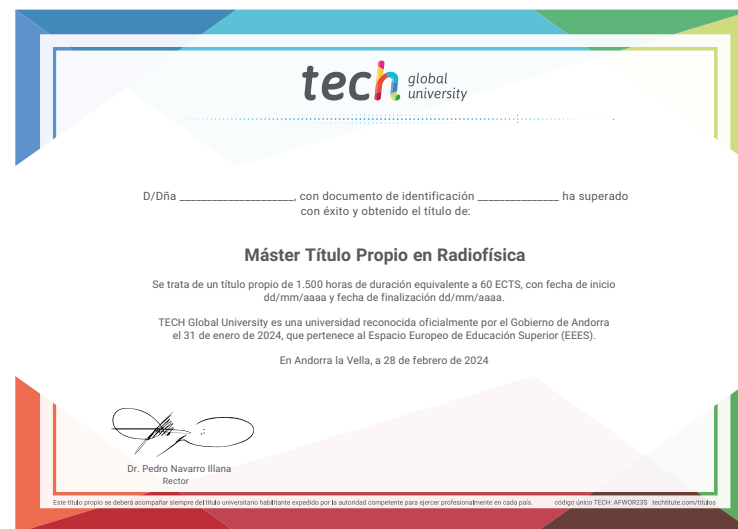 tech global university
D/Dña ______________________, con documento de identificación ________________ ha superado
con éxito y obtenido el título de:
Máster Título Propio en Radiofísica
Se trata de un título propio de 1.500 horas de duración equivalente a 60 ECTS, con fecha de inicio
dd/mm/aaaa y fecha de finalización dd/mm/aaaa.
TECH Global University es una universidad reconocida oficialmente por el Gobierno de Andorra
el 31 de enero de 2024, que pertenece al Espacio Europeo de Educación Superior (EEES).
En Andorra la Vella, a 28 de febrero de 2024
Dr. Pedro Navarro Illana
Rector
Este título propio se deberá acompañar siempre del título universitario habilitante expedido por la autoridad competente para ejercer profesionalmente en cada país. código único TECH: AFWOR23S techtitute.com/titulos